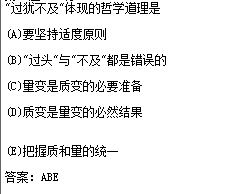 “过犹不及“体现的哲学道理是
(A)要坚持适度原则
(B)“过头“与“不及“都是错误的
(C)量变是质变的必要准备
(D)质变是量变的必然结果
(E)把握质和量的统一
答案：ABE